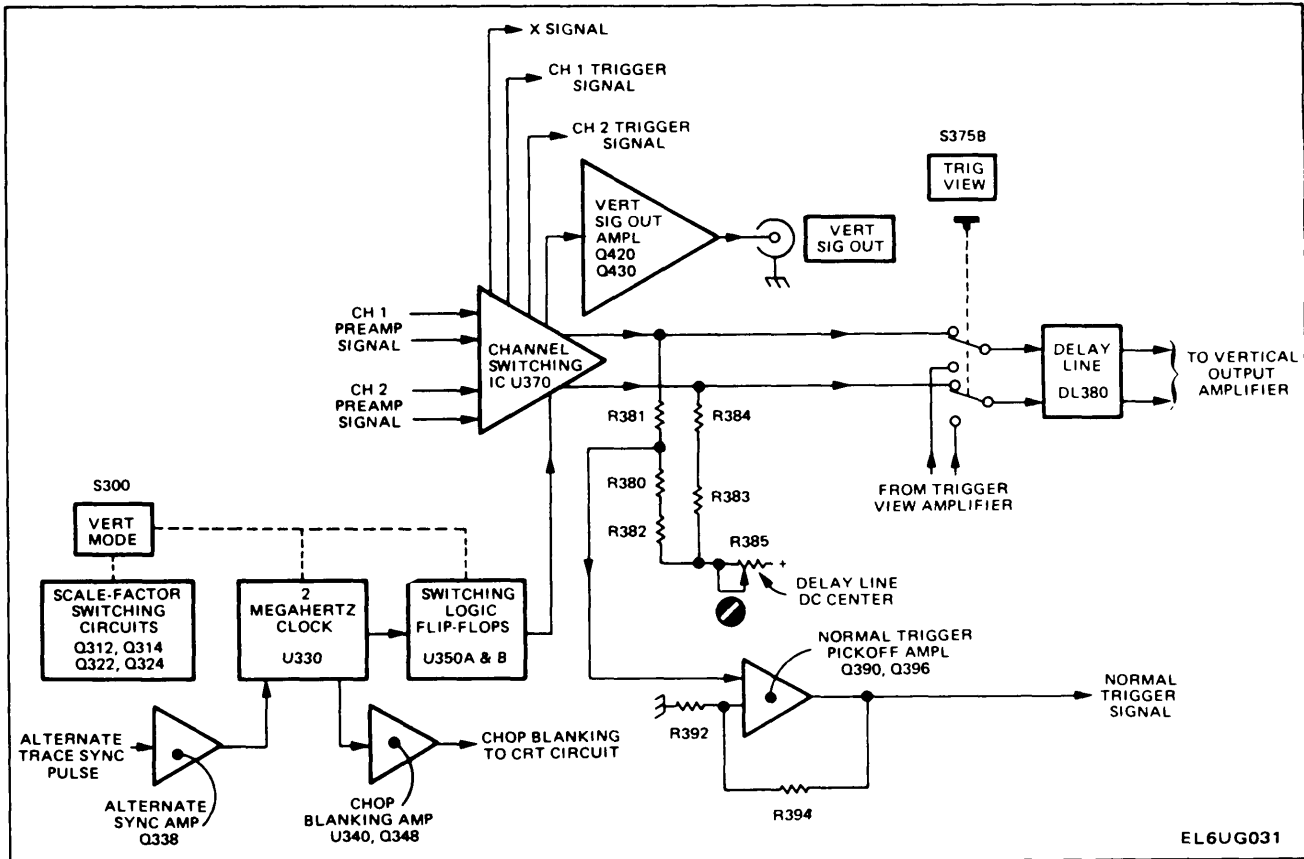 X SIGNAL
CH 1 TRIGGER
SIGNAL
CH 2 TRIGGER
SIGNAL
VERT
SIG OUT
AMPL
Q420
Q430
VERT
SIG OUT
S375B
TRIG
VIEW
CH 1
PREAMP
SIGNAL
CH 2
PREAMP
SIGNAL
CHANNEL
SWITCHING
IC U370
DELAY
LINE
DL380
TO VERTICAL
OUTPUT
AMPLIFIER
R381
R384
R380
R383
R382
R385
+
DELAY LINE
DC CENTER
FROM TRIGGER
VIEW AMPLIFIER
S300
VERT
MODE
SCALE-FACTOR
SWITCHING
CIRCUITS
Q312, Q314
Q322, Q324
2
MEGAHERTZ
CLOCK
U330
SWITCHING
LOGIC
FLIP-FLOPS
U350A & B
NORMAL TRIGGER
PICKOFF AMPL
Q390, Q396
NORMAL
TRIGGER
SIGNAL
R392
R394
ALTERNATE
TRACE SYNC
PULSE
ALTERNATE
SYNC AMP
Q338
CHOP BLANKING
TO CRT CIRCUIT
CHOP
BLANKING AMP
U340, Q348
EL6UG031